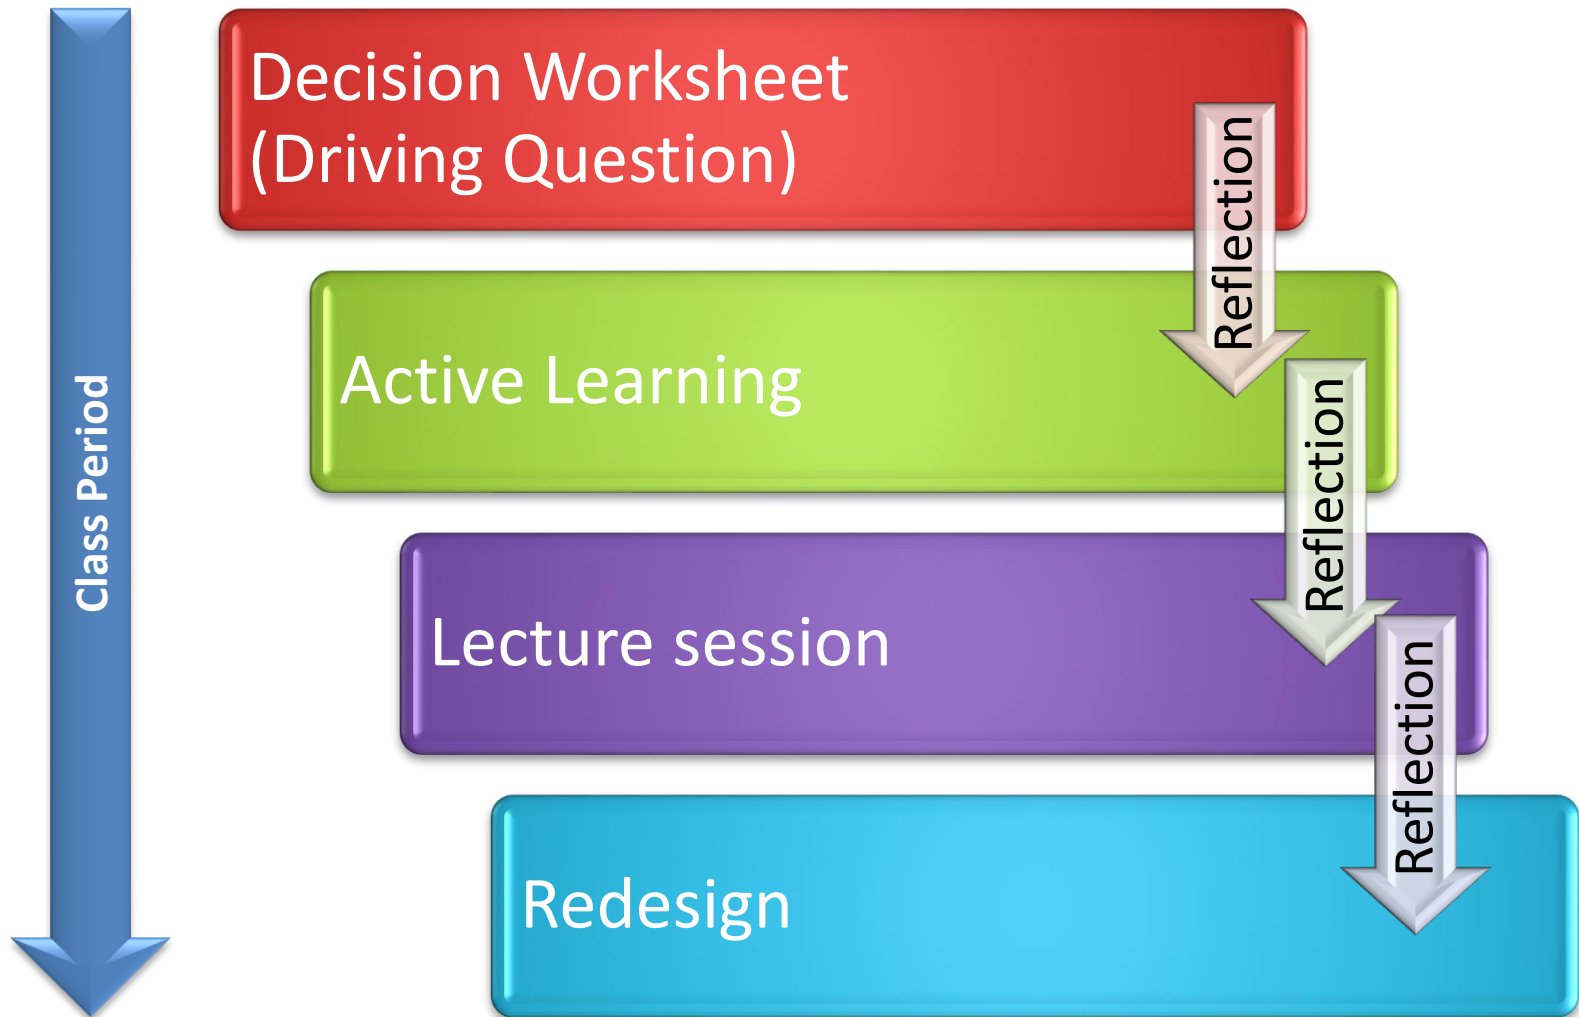 Decision Worksheet
(Driving Question)
Reflection
Active Learning
Reflection
Class Period
Lecture session
Reflection
Redesign